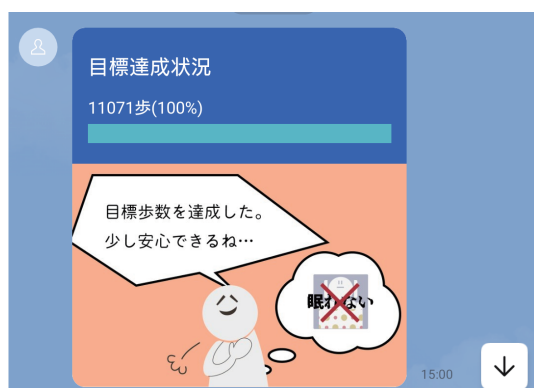 目標達成状況
11071歩(100%)
目標歩数を達成した。
少し安心できるね…
眠れない
15:00